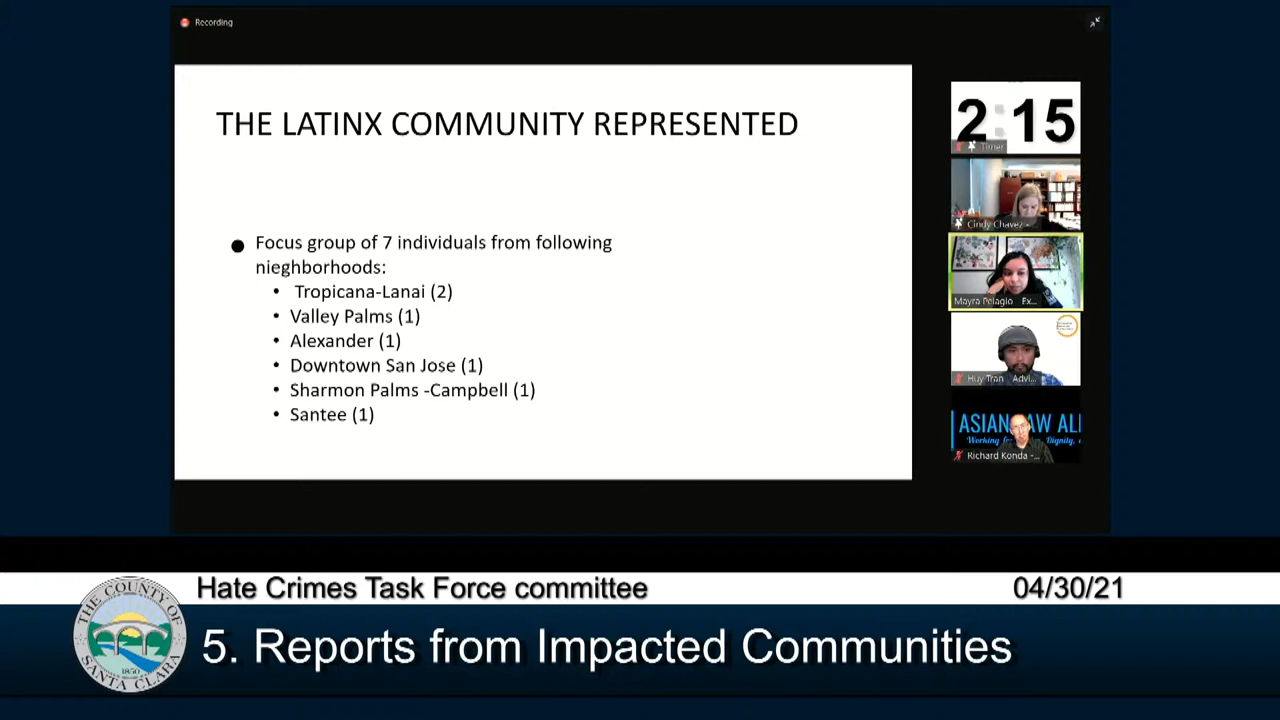 Recording
THE LATINX COMMUNITY REPRESENTED
● Focus group of 7 individuals from following
nieghborhoods:
• Tropicana-Lanai (2)
• Valley Palms (1)
• Alexander (1)
• Downtown San Jose (1)
• Sharmon Palms -Campbell (1)
• Santee (1)
2:15
Timer
Cindy Chavez -
Mayra Pelagio - Ex...
Huy Tran - Advi...
ASIAN LAW ALL
Working f Dignity,
Richard Konda -...
Hate Crimes Task Force committee
04/30/21
5. Reports from Impacted Communities
THE COUNTY OF
SANTA CLARA
1850